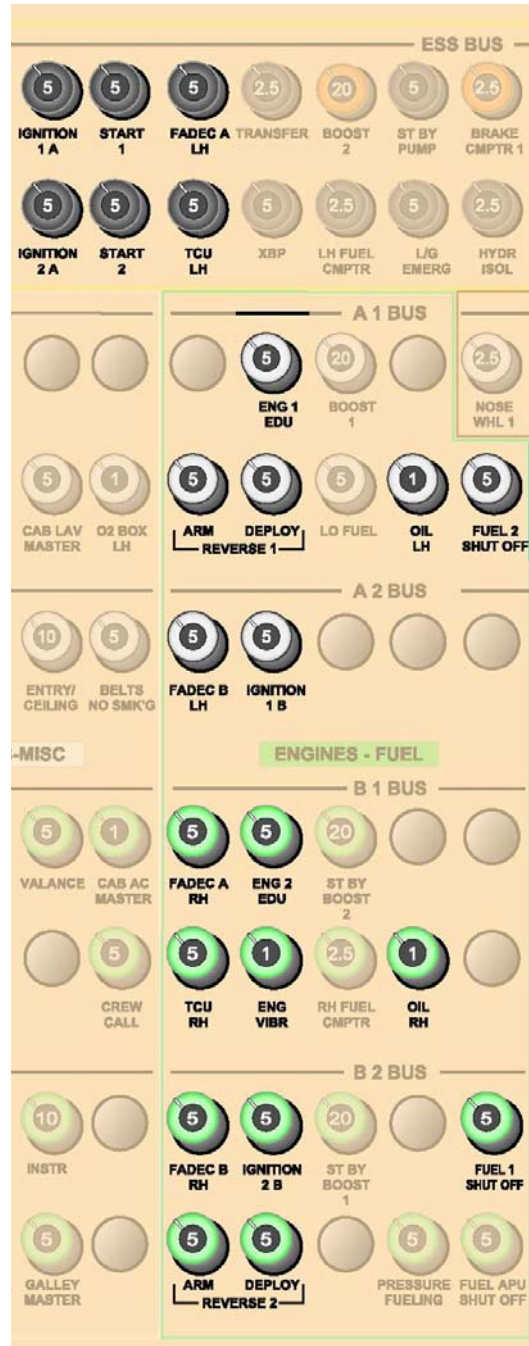 ESS BUS
5 5 5 2.5 20 5 2.5
IGNITION START FADEC A TRANSFER BOOST ST BY BRAKE
1 A 1 LH 2 PUMP CMPTR 1
5 5 5 5 2.5 5 2.5
IGNITION START TCU XBP LH FUEL L/G HYDR
2 A 2 LH CMPTR EMERG ISOL
A 1 BUS
5 20 2.5
ENG 1 BOOST NOSE
EDU 1 WHL 1
5 1 5 5 5 1 5
CAB LAV O2 BOX ARM DEPLOY LO FUEL OIL FUEL 2
MASTER LH REVERSE 1 LH SHUT OFF
A 2 BUS
10 5 5 5
ENTRY/ BELTS FADEC B IGNITION
CEILING NO SMK'G LH 1 B
-MISC ENGINES - FUEL
B 1 BUS
5 1 5 5 20
VALANCE CAB AC FADEC A ENG 2 ST BY
MASTER RH EDU BOOST
2
5 5 1 2.5 1
CREW TCU ENG RH FUEL OIL
CALL RH VIBR CMPTR RH
B 2 BUS
10 5 5 20 5
INSTR FADEC B IGNITION ST BY FUEL 1
RH 2 B BOOST SHUT OFF
1
5 5 5 5 5
GALLEY ARM DEPLOY PRESSURE FUEL APU
MASTER REVERSE 2 FUELING SHUT OFF